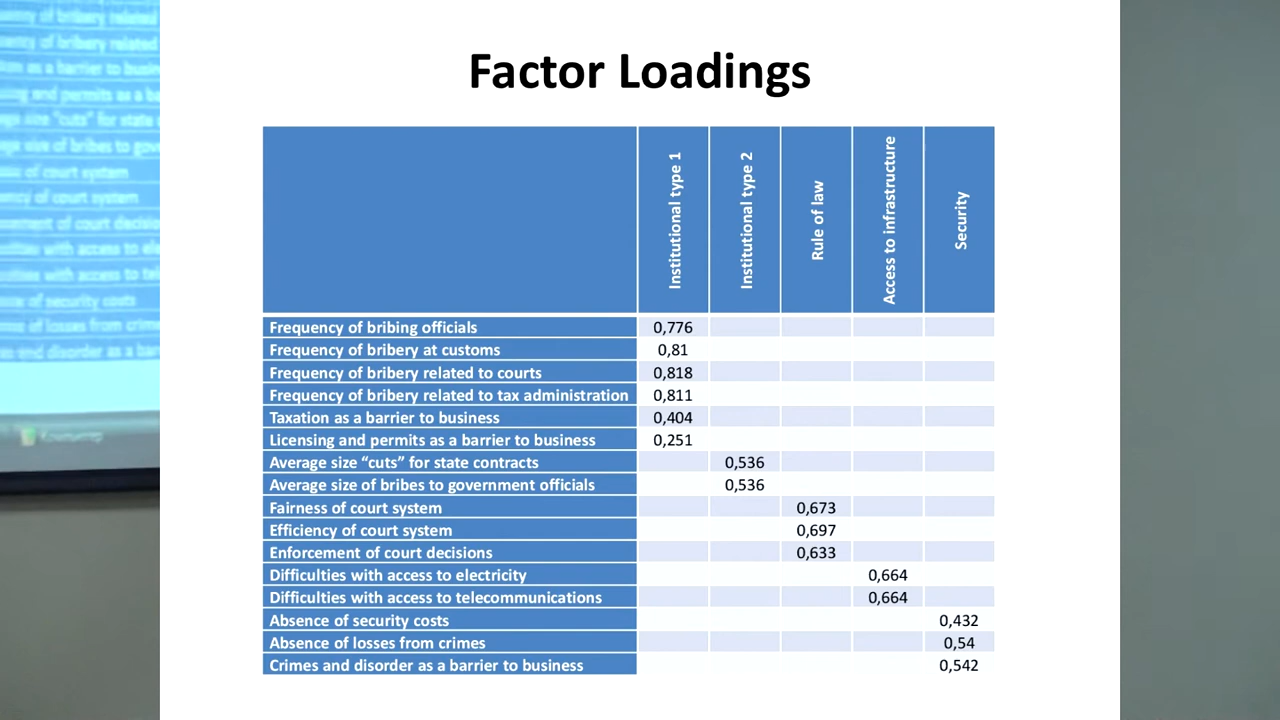 Factor Loadings
Institutional type 1
Institutional type 2
Rule of law
Access to infrastructure
Security
Frequency of bribing officials 0,776
Frequency of bribery at customs 0,81
Frequency of bribery related to courts 0,818
Frequency of bribery related to tax administration 0,811
Taxation as a barrier to business 0,404
Licensing and permits as a barrier to business 0,251
Average size “cuts” for state contracts 0,536
Average size of bribes to government officials 0,536
Fairness of court system 0,673
Efficiency of court system 0,697
Enforcement of court decisions 0,633
Difficulties with access to electricity 0,664
Difficulties with access to telecommunications 0,664
Absence of security costs 0,432
Absence of losses from crimes 0,54
Crimes and disorder as a barrier to business 0,542